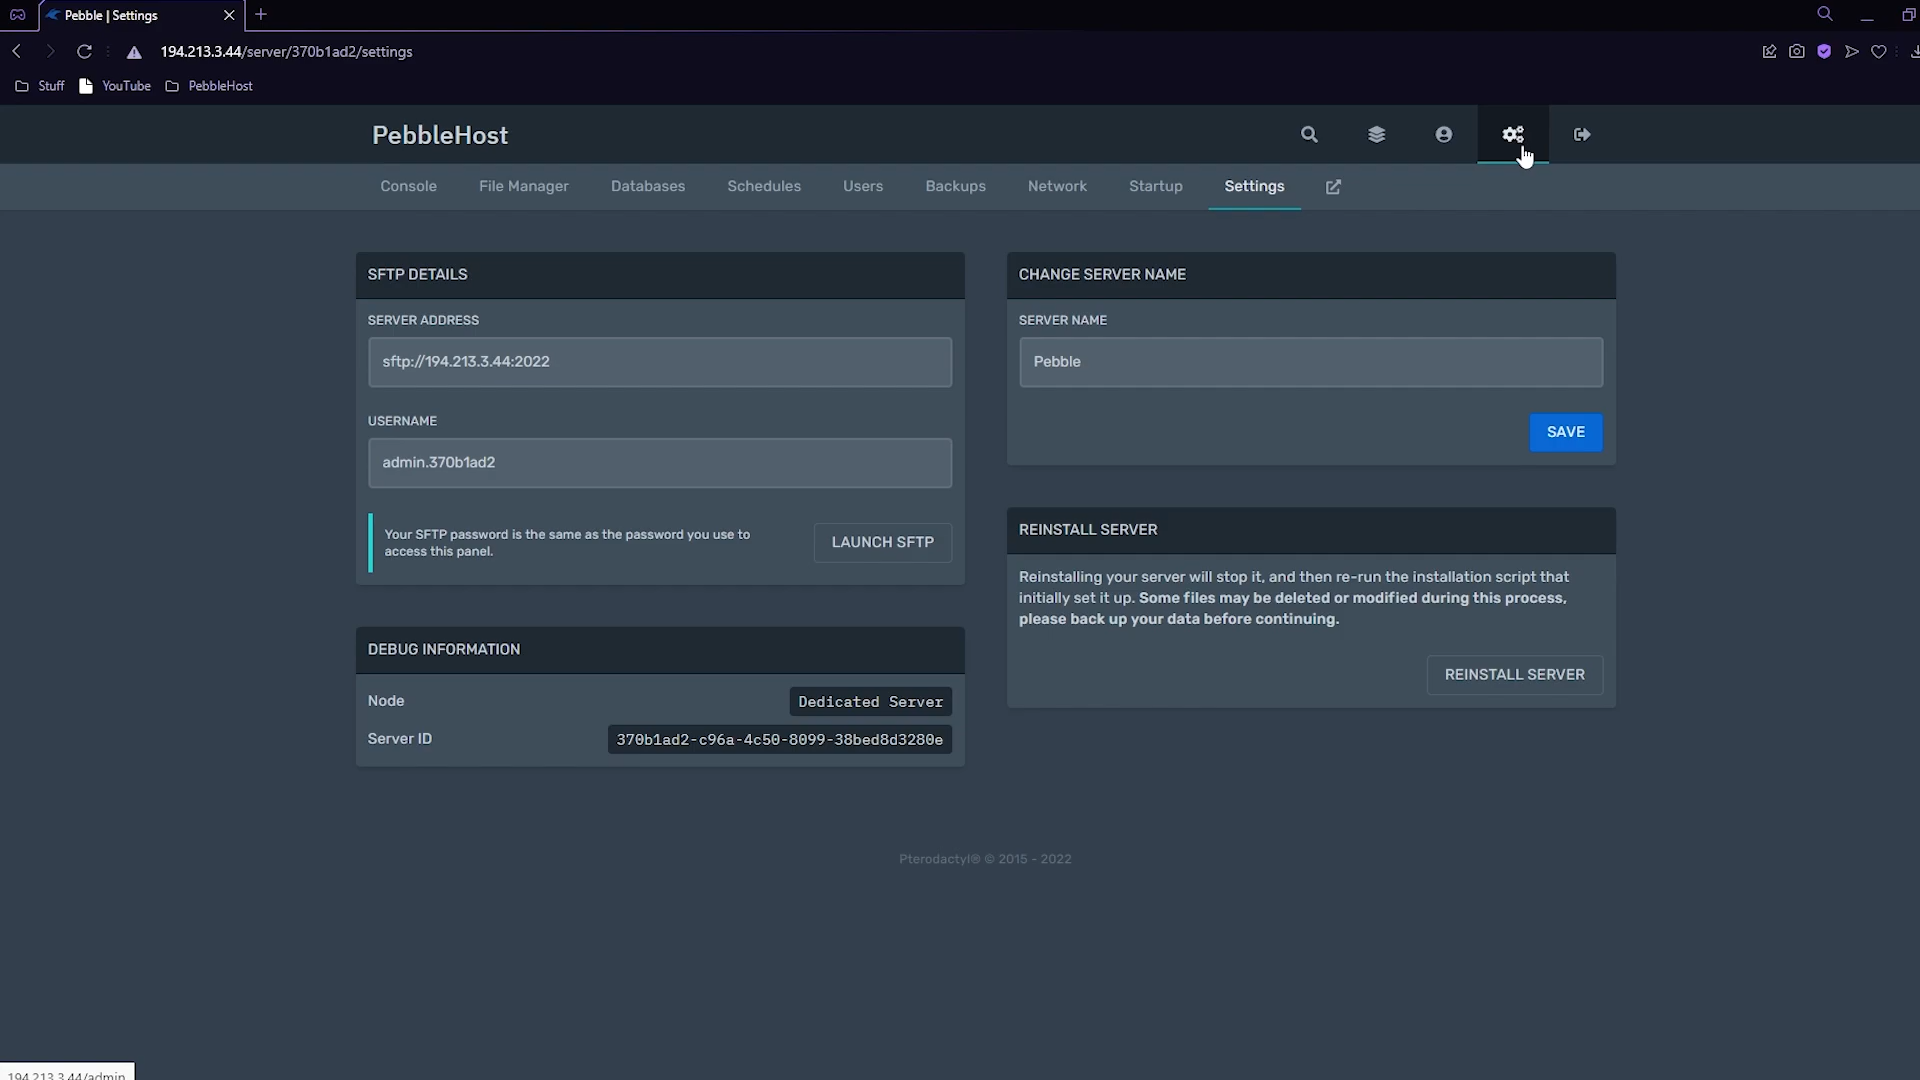 Pebble | Settings
194.213.3.44/server/370b1ad2/settings
Stuff
YouTube
PebbleHost
PebbleHost
Console
File Manager
Databases
Schedules
Users
Backups
Network
Startup
Settings
SFTP DETAILS
SERVER ADDRESS
sftp://194.213.3.44:2022
USERNAME
admin.370b1ad2
Your SFTP password is the same as the password you use to
access this panel.
LAUNCH SFTP
DEBUG INFORMATION
Node
Dedicated Server
Server ID
370b1ad2-c96a-4c50-8099-38bed8d3280e
CHANGE SERVER NAME
SERVER NAME
Pebble
SAVE
REINSTALL SERVER
Reinstalling your server will stop it, and then re-run the installation script that
initially set it up. Some files may be deleted or modified during this process,
please back up your data before continuing.
REINSTALL SERVER
Pterodactyl® © 2015 - 2022
194.213.3.44/admin